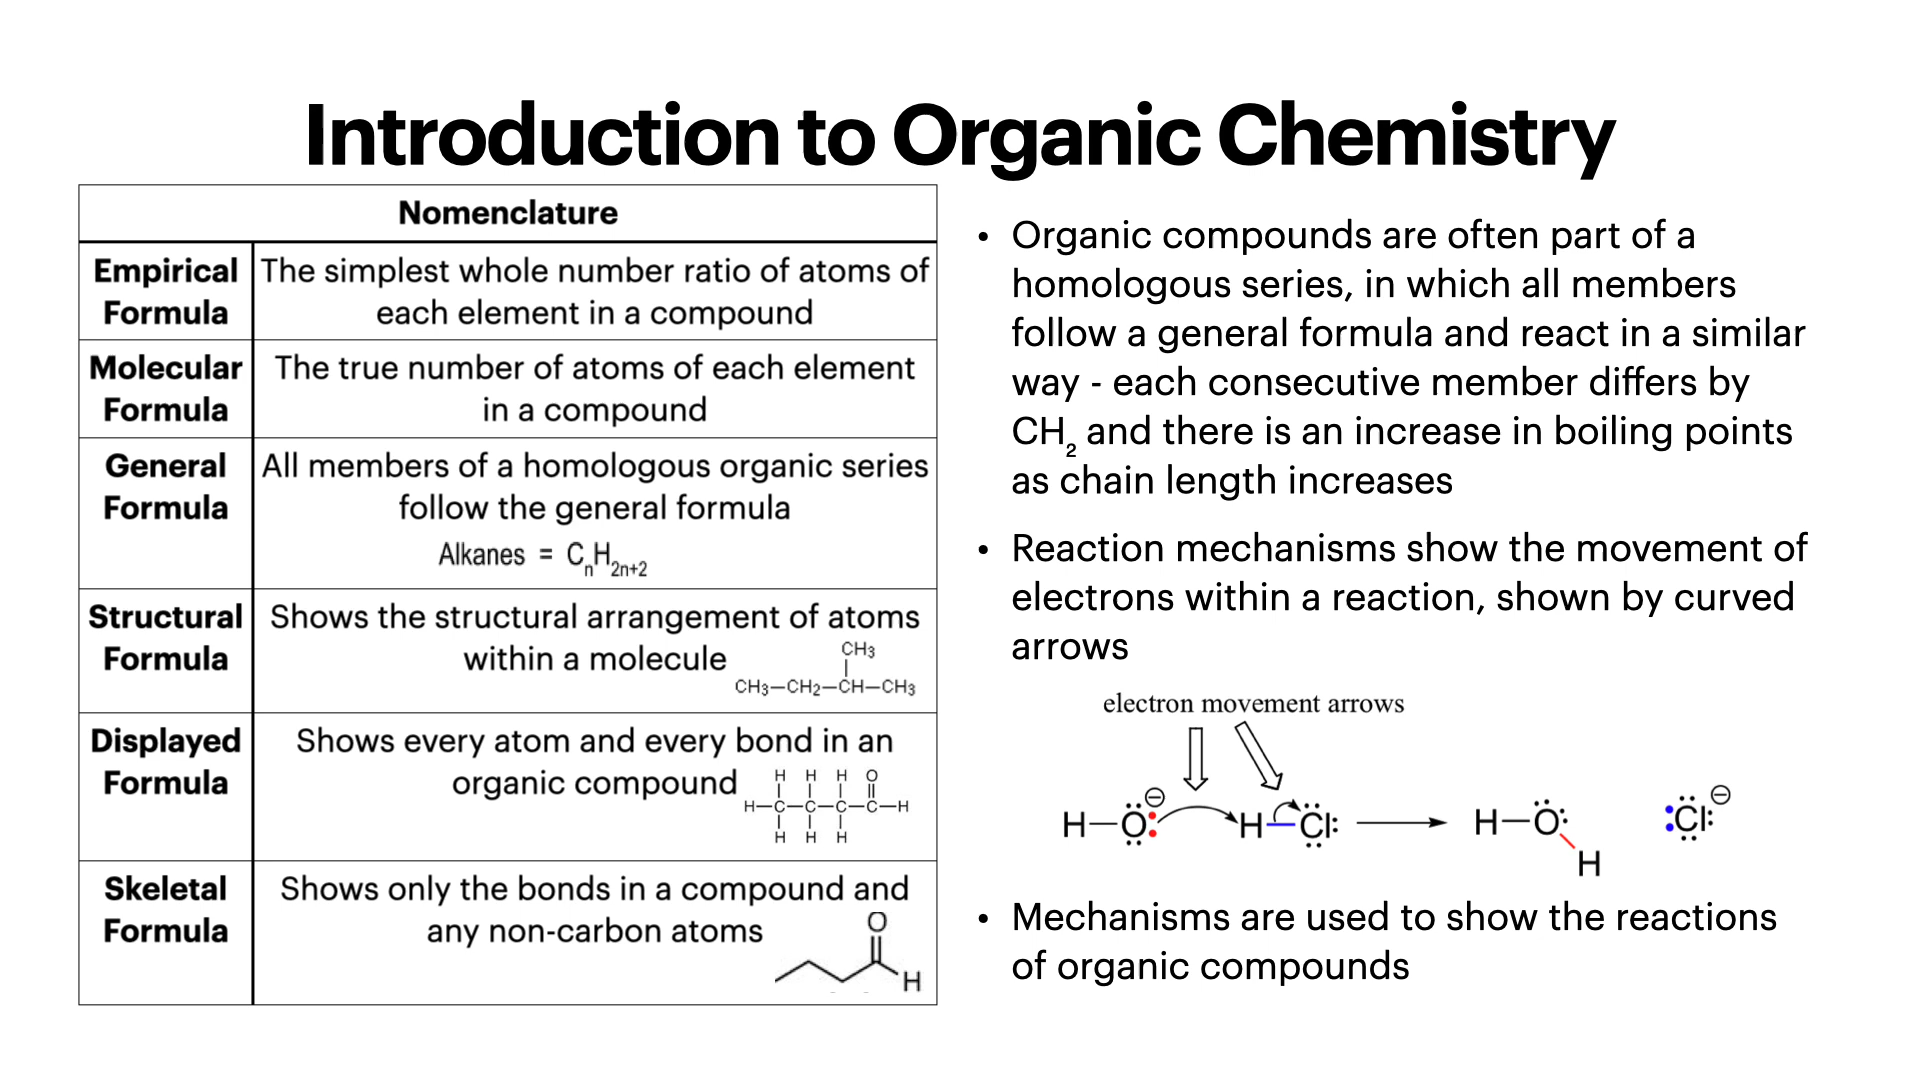 Introduction to Organic Chemistry
Nomenclature
Empirical Formula
The simplest whole number ratio of atoms of
each element in a compound
Molecular Formula
The true number of atoms of each element
in a compound
General Formula
All members of a homologous organic series
follow the general formula
Alkanes = CnH2n+2
Structural Formula
Shows the structural arrangement of atoms
within a molecule
CH3
CH3—CH2—CH—CH3
Displayed Formula
Shows every atom and every bond in an
organic compound
H H H O
H—C—C—C—C—H
H H H
Skeletal Formula
Shows only the bonds in a compound and
any non-carbon atoms
O
H
• Organic compounds are often part of a
homologous series, in which all members
follow a general formula and react in a similar
way - each consecutive member differs by
CH2 and there is an increase in boiling points
as chain length increases
• Reaction mechanisms show the movement of
electrons within a reaction, shown by curved
arrows
electron movement arrows
H—O:⊖ H—Cl: ⟶ H—O: :Cl:⊖
H
• Mechanisms are used to show the reactions
of organic compounds